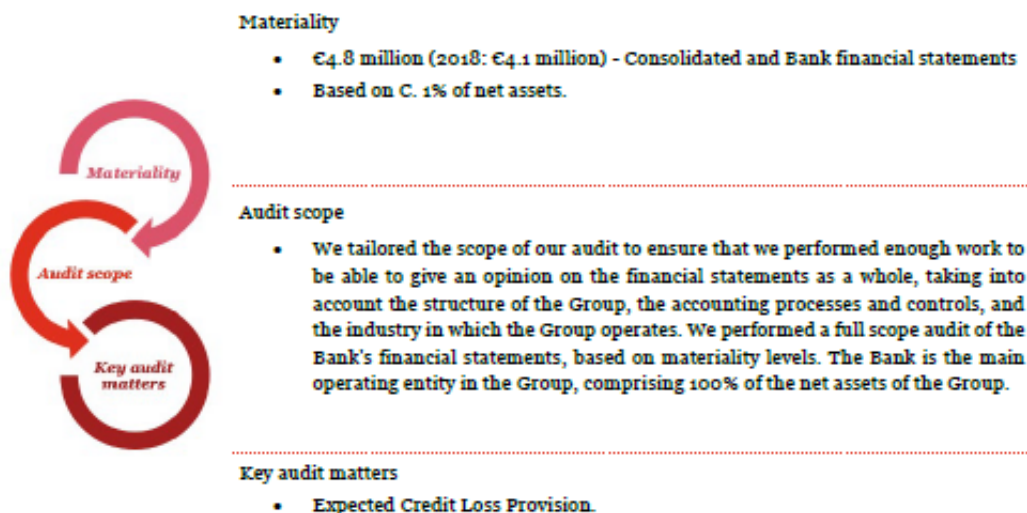 Materiality
• €4.8 million (2018: €4.1 million) - Consolidated and Bank financial statements
• Based on C. 1% of net assets.
Materiality
Audit scope
• We tailored the scope of our audit to ensure that we performed enough work to
be able to give an opinion on the financial statements as a whole, taking into
account the structure of the Group, the accounting processes and controls, and
the industry in which the Group operates. We performed a full scope audit of the
Bank's financial statements, based on materiality levels. The Bank is the main
operating entity in the Group, comprising 100% of the net assets of the Group.
Audit scope
Key audit
matters
Key audit matters
• Expected Credit Loss Provision.